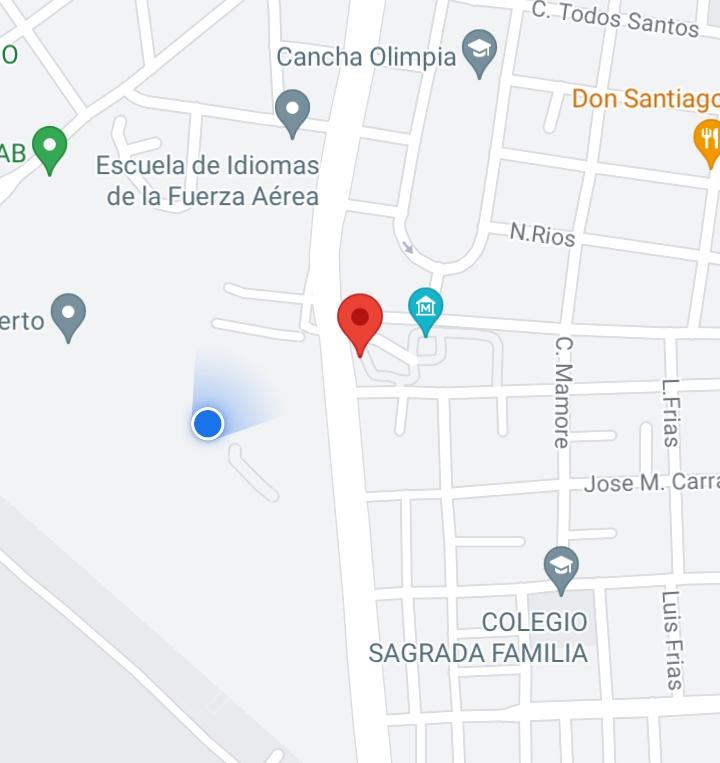 C. Todos Santos
O
Cancha Olimpia
Don Santiago
AB
Escuela de Idiomas
de la Fuerza Aérea
N.Rios
erto
M
C. Mamore
L.Frias
Jose M. Carra
COLEGIO
SAGRADA FAMILIA
Luis Frias